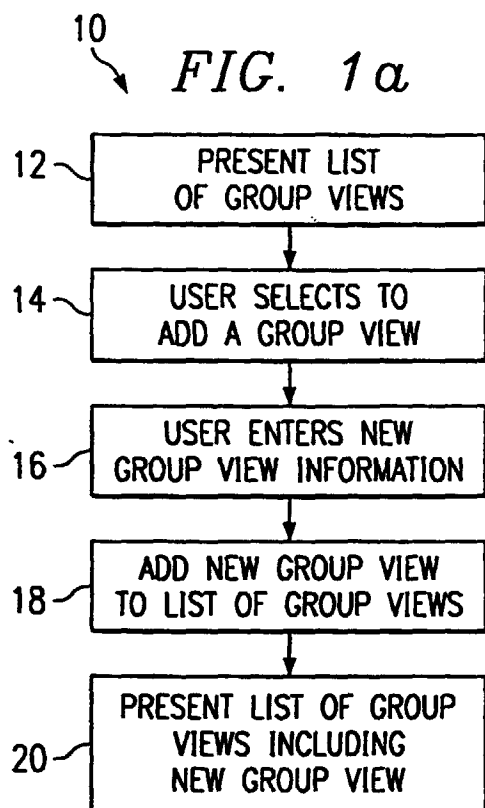 10
FIG. 1a
12
PRESENT LIST
OF GROUP VIEWS
14
USER SELECTS TO
ADD A GROUP VIEW
16
USER ENTERS NEW
GROUP VIEW INFORMATION
18
ADD NEW GROUP VIEW
TO LIST OF GROUP VIEWS
20
PRESENT LIST OF GROUP
VIEWS INCLUDING
NEW GROUP VIEW